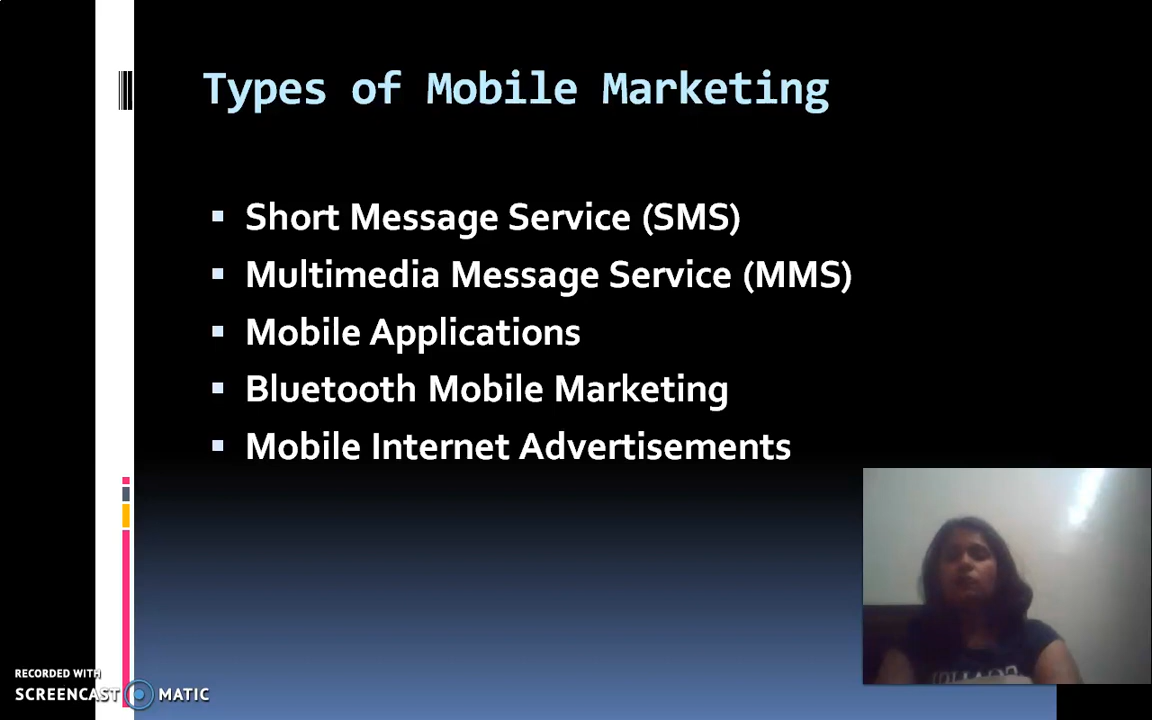 Types of Mobile Marketing
Short Message Service (SMS)
Multimedia Message Service (MMS)
Mobile Applications
Bluetooth Mobile Marketing
Mobile Internet Advertisements
RECORDED WITH
SCREENCAST MATIC